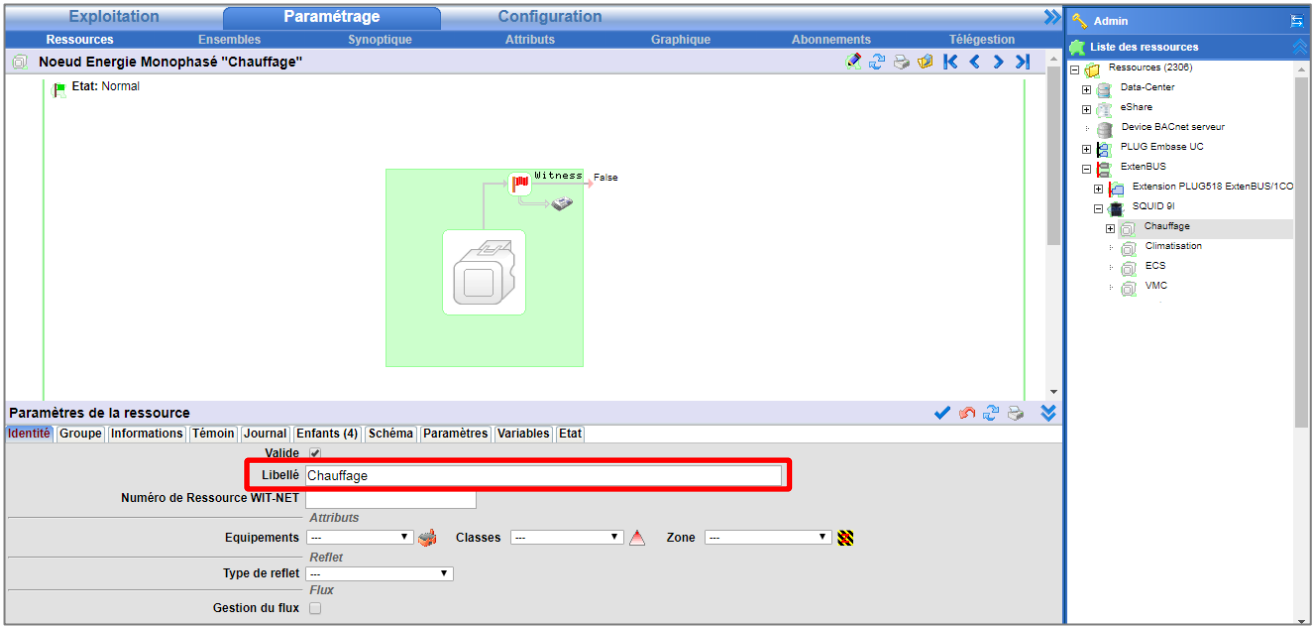 Exploitation Paramétrage Configuration
Ressources Ensembles Synoptique Attributs Graphique Abonnements Télégestion
Noeud Energie Monophasé "Chauffage"
Etat: Normal
Witness False
Paramètres de la ressource
Identité Groupe Informations Témoin Journal Enfants (4) Schéma Paramètres Variables Etat
Valide
Libellé Chauffage
Numéro de Ressource WIT-NET
Attributs
Equipements --- Classes --- Zone ---
Reflet
Type de reflet ---
Flux
Gestion du flux
Admin
Liste des ressources
Ressources (2306)
Data-Center
eShare
Device BACnet serveur
PLUG Embase UC
ExtenBUS
Extension PLUG518 ExtenBUS/1CO
SQUID 9I
Chauffage
Climatisation
ECS
VMC